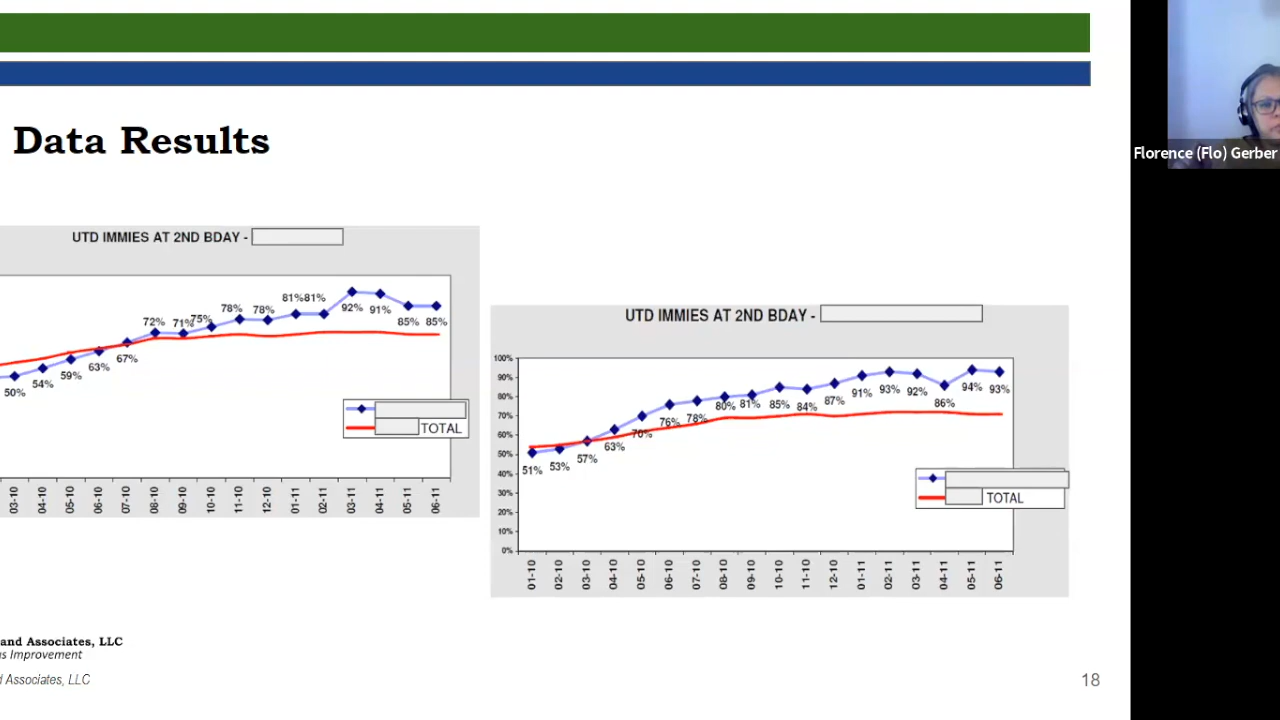 Florence (Flo) Gerber
Data Results
UTD IMMIES AT 2ND BDAY -
50% 54% 59% 63% 67% 72% 71% 75% 78% 78% 81% 81% 92% 91% 85% 85%
TOTAL
03-10 04-10 05-10 06-10 07-10 08-10 09-10 10-10 11-10 12-10 01-11 02-11 03-11 04-11 05-11 06-11
UTD IMMIES AT 2ND BDAY -
100%
90%
80%
70%
60%
50%
40%
30%
20%
10%
0%
51% 53% 57% 63% 70% 76% 78% 80% 81% 85% 84% 87% 91% 93% 92% 86% 94% 93%
TOTAL
01-10 02-10 03-10 04-10 05-10 06-10 07-10 08-10 09-10 10-10 11-10 12-10 01-11 02-11 03-11 04-11 05-11 06-11
and Associates, LLC
Improvement
Associates, LLC
18